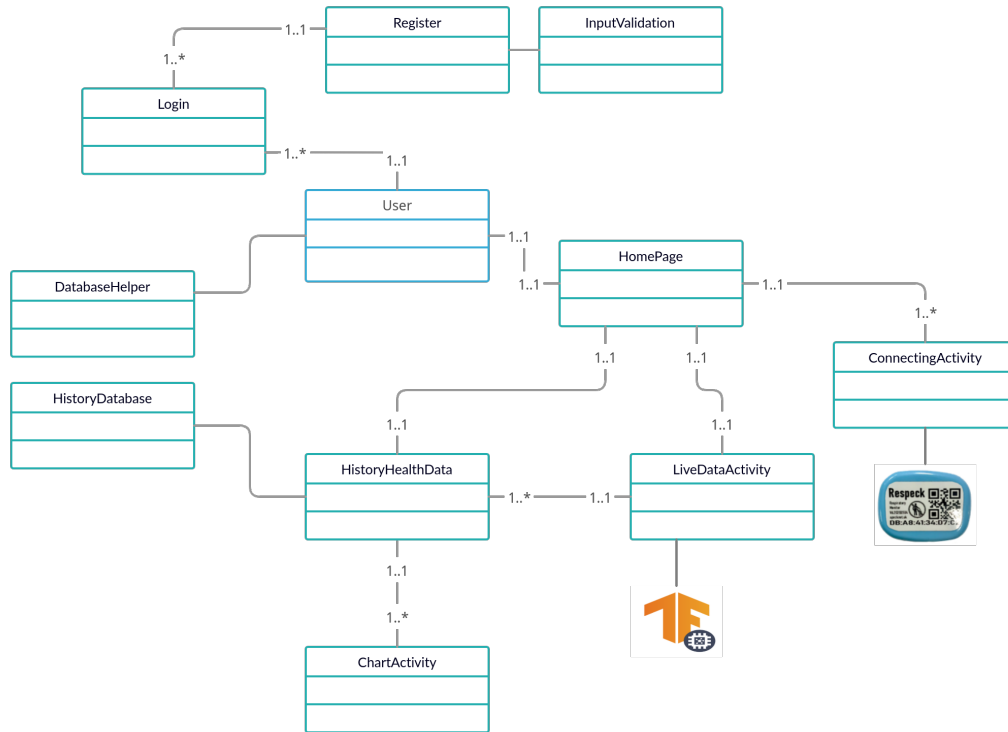 Register
InputValidation
1..1
1..*
Login
1..*
1..1
User
1..1
1..1
HomePage
DatabaseHelper
1..1
1..*
1..1
1..1
ConnectingActivity
HistoryDatabase
1..1
1..1
HistoryHealthData
LiveDataActivity
1..*
1..1
Respeck
1..1
1..*
ChartActivity